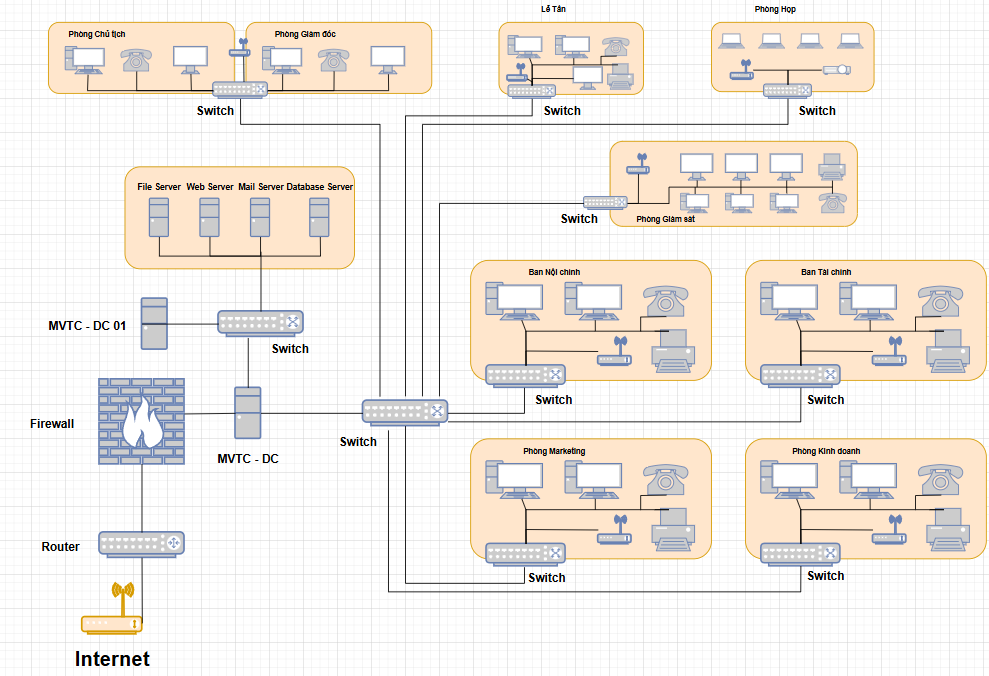 Lễ Tân
Phòng Họp
Phòng Chủ tịch
Phòng Giám đốc
Switch
Switch
Switch
File Server
Web Server
Mail Server
Database Server
Switch
Phòng Giám sát
Ban Nội chính
Ban Tài chính
MVTC - DC 01
Switch
Switch
Switch
Firewall
Switch
MVTC - DC
Phòng Marketing
Phòng Kinh doanh
Router
Switch
Switch
Internet